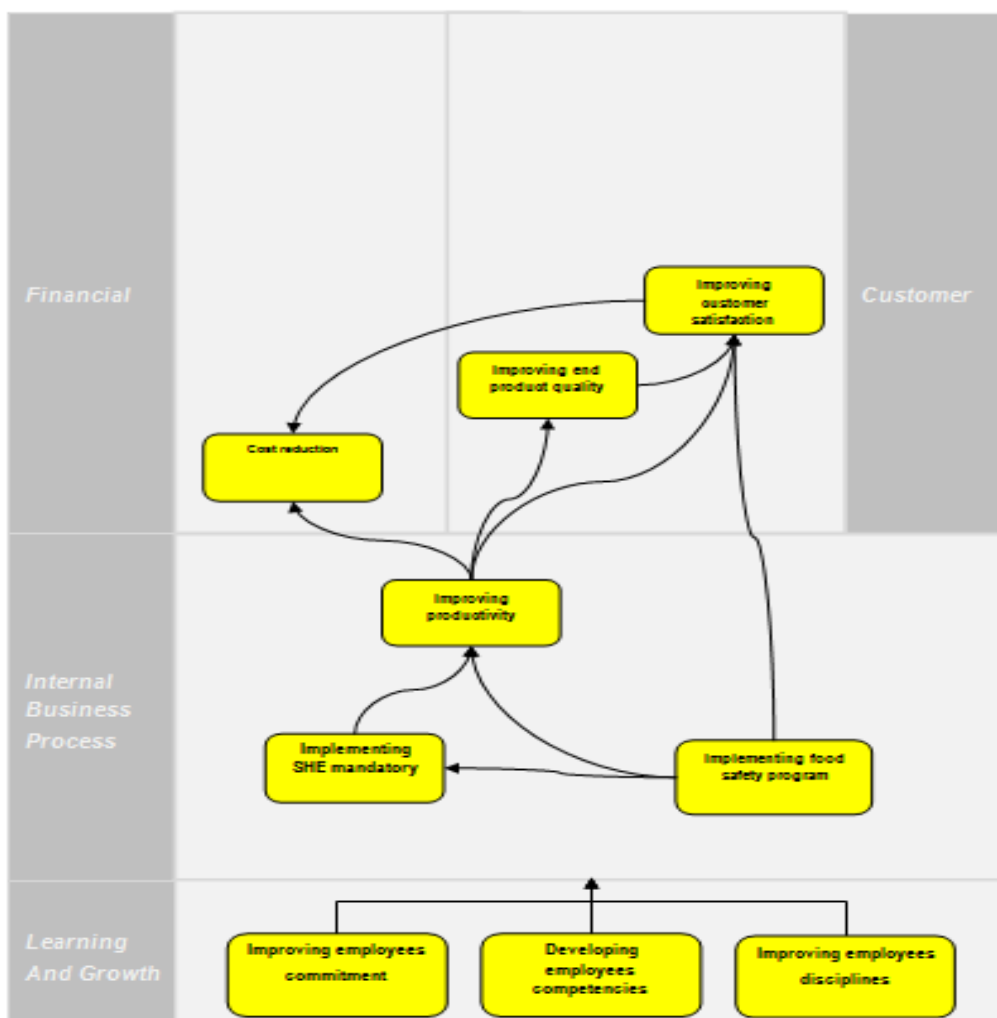 Financial
Customer
Improving
customer
satisfaction
Improving end
product quality
Cost reduction
Improving
productivity
Internal
Business
Process
Implementing
SHE mandatory
Implementing food
safety program
Learning
And Growth
Improving employees
commitment
Developing
employees
competencies
Improving employees
disciplines